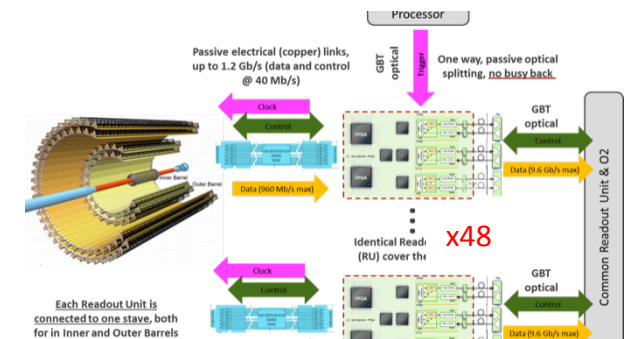 Processor
Passive electrical (copper) links,
up to 1.2 Gb/s (data and control
@ 40 Mb/s)
GBT
optical
Trigger
One way, passive optical
splitting, no busy back
Clock
Control
Inner Barrel
Outer Barrel
Data (960 Mb/s max)
FPGA
FPGA
GBT
optical
Control
Data (9.6 Gb/s max)
Common Readout Unit & O2
Identical Read
(RU) cover the
x48
Clock
Control
Each Readout Unit is
connected to one stave, both
for in Inner and Outer Barrels
FPGA
FPGA
GBT
optical
Control
Data (9.6 Gb/s max)